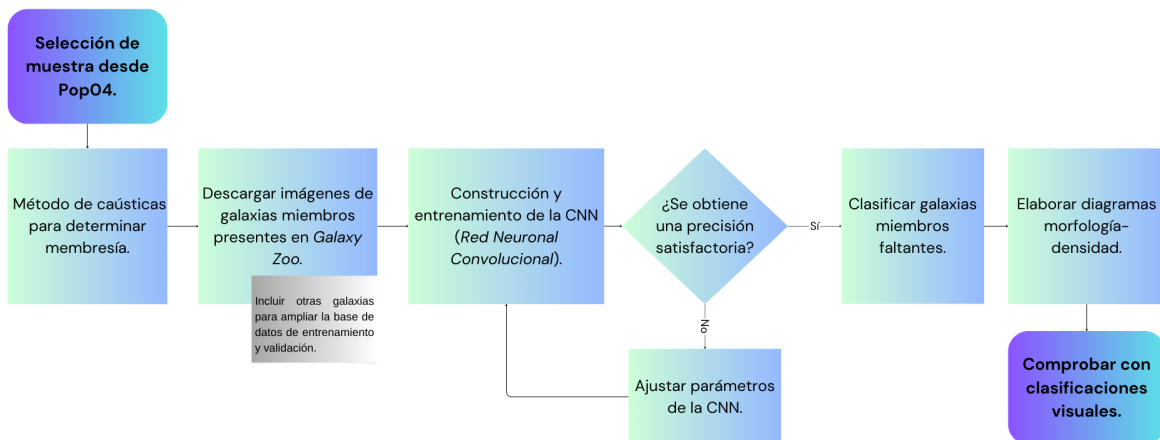 Selección de
muestra desde
Pop04.
Método de caústicas
para determinar
membresía.
Descargar imágenes de
galaxias miembros
presentes en Galaxy
Zoo.
Incluir otras galaxias
para ampliar la base de
datos de entrenamiento
y validación.
Construcción y
entrenamiento de la CNN
(Red Neuronal
Convolucional).
¿Se obtiene
una precisión
satisfactoria?
Sí
No
Ajustar parámetros
de la CNN.
Clasificar galaxias
miembros
faltantes.
Elaborar diagramas
morfología-
densidad.
Comprobar con
clasificaciones
visuales.